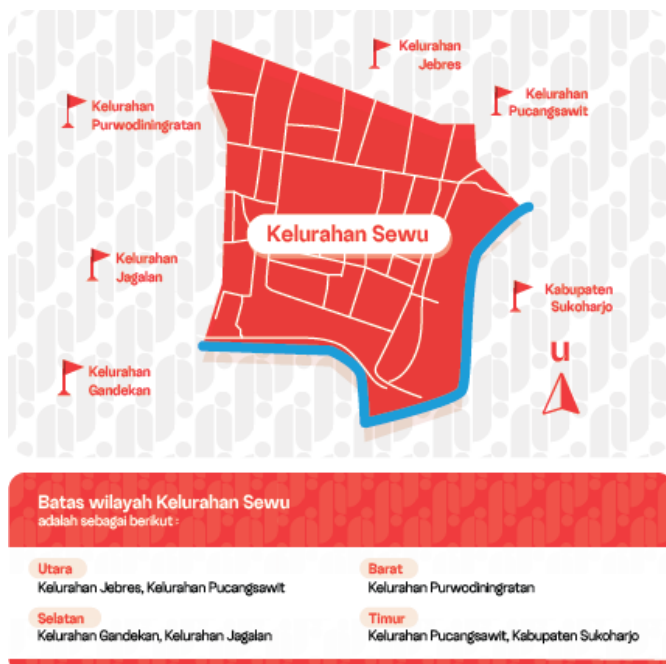 Kelurahan
Jebres
Kelurahan
Pucangsawit
Kelurahan
Purwodiningratan
Kelurahan Sewu
Kelurahan
Jagalan
Kabupaten
Sukoharjo
u
Kelurahan
Gandekan
Batas wilayah Kelurahan Sewu
adalah sebagai berikut :
Utara
Kelurahan Jebres, Kelurahan Pucangsawit
Barat
Kelurahan Purwodiningratan
Selatan
Kelurahan Gandekan, Kelurahan Jagalan
Timur
Kelurahan Pucangsawit, Kabupaten Sukoharjo